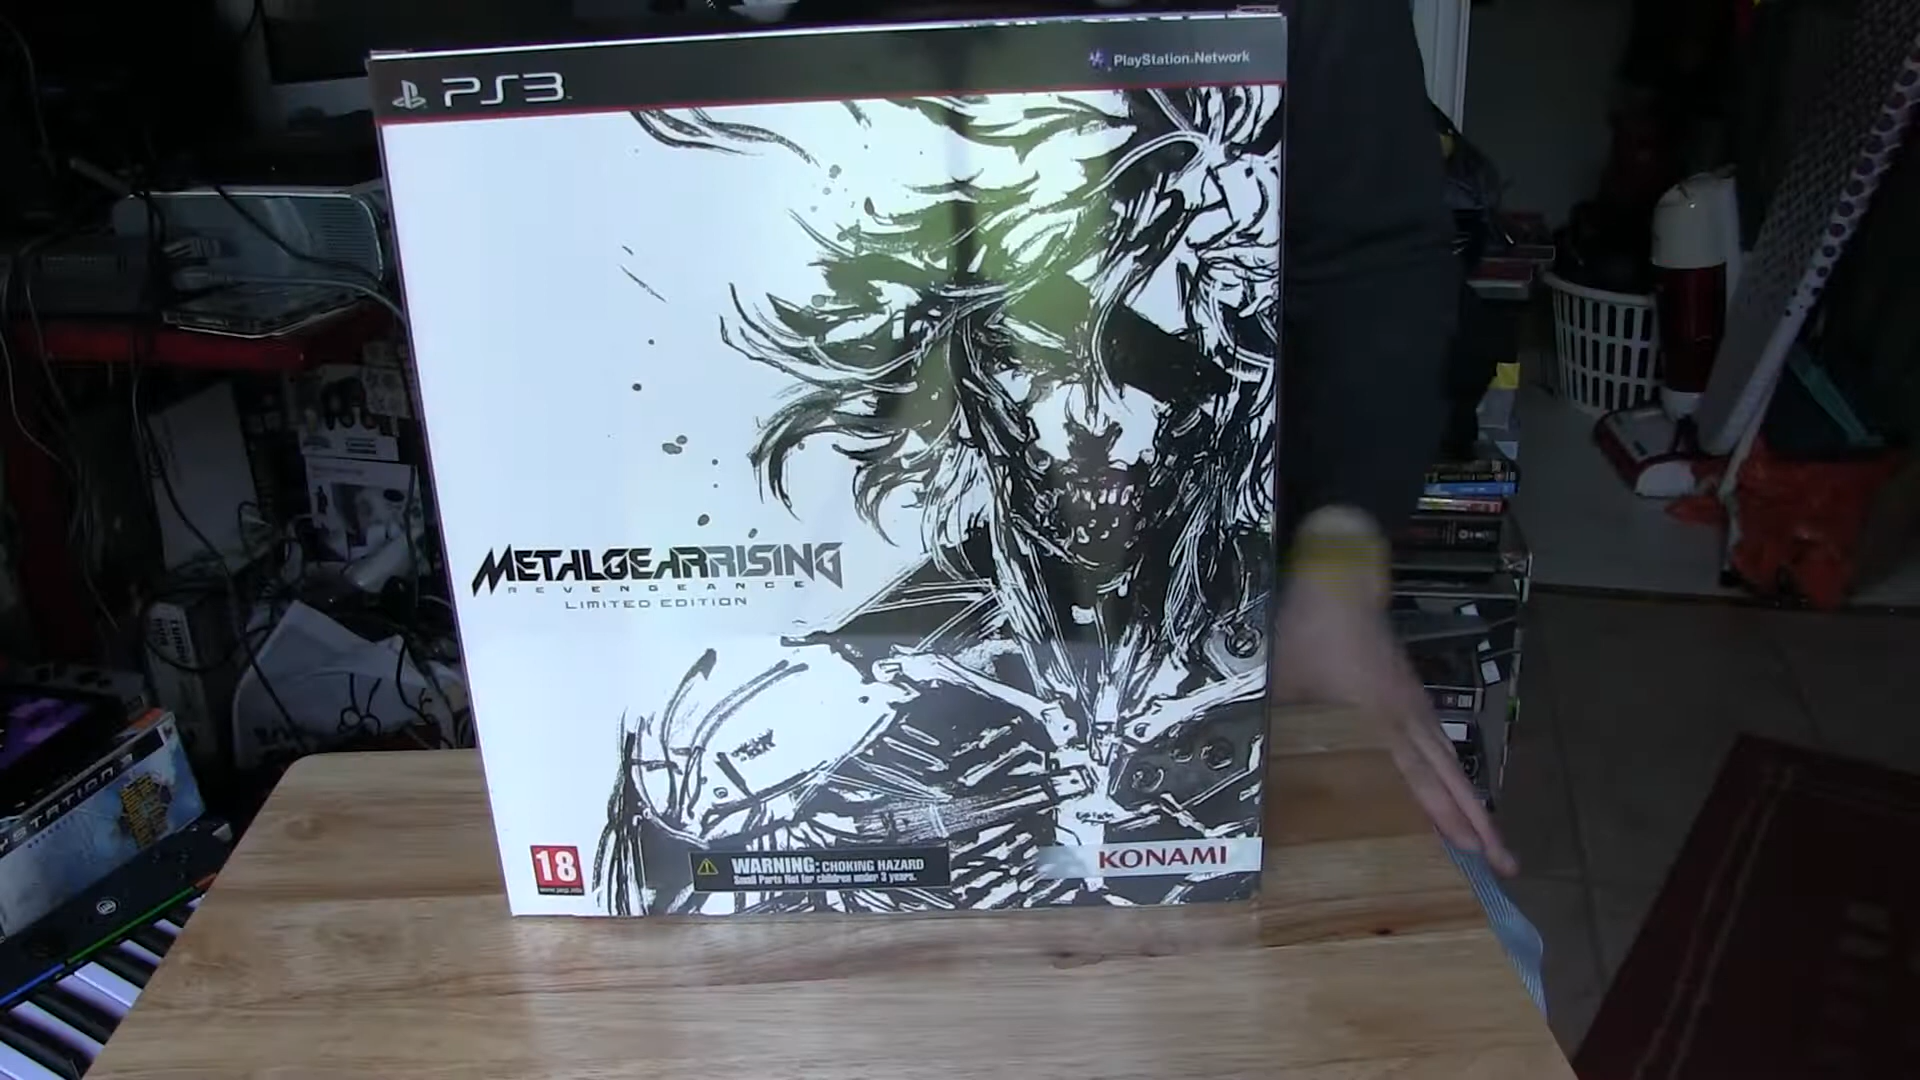 PS3
PlayStation Network
METAL GEAR RISING
REVENGEANCE
LIMITED EDITION
18
WARNING: CHOKING HAZARD
Small Parts Not for children under 3 years.
KONAMI